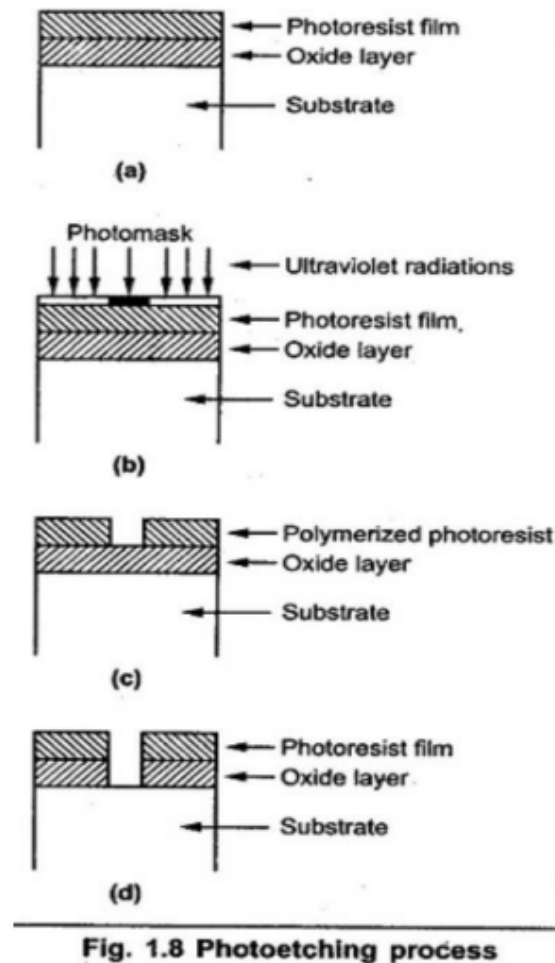 Photoresist film
Oxide layer
Substrate
(a)
Photomask
Ultraviolet radiations
Photoresist film.
Oxide layer
Substrate
(b)
Polymerized photoresist
Oxide layer
Substrate
(c)
Photoresist film
Oxide layer
Substrate
(d)
Fig. 1.8 Photoetching process